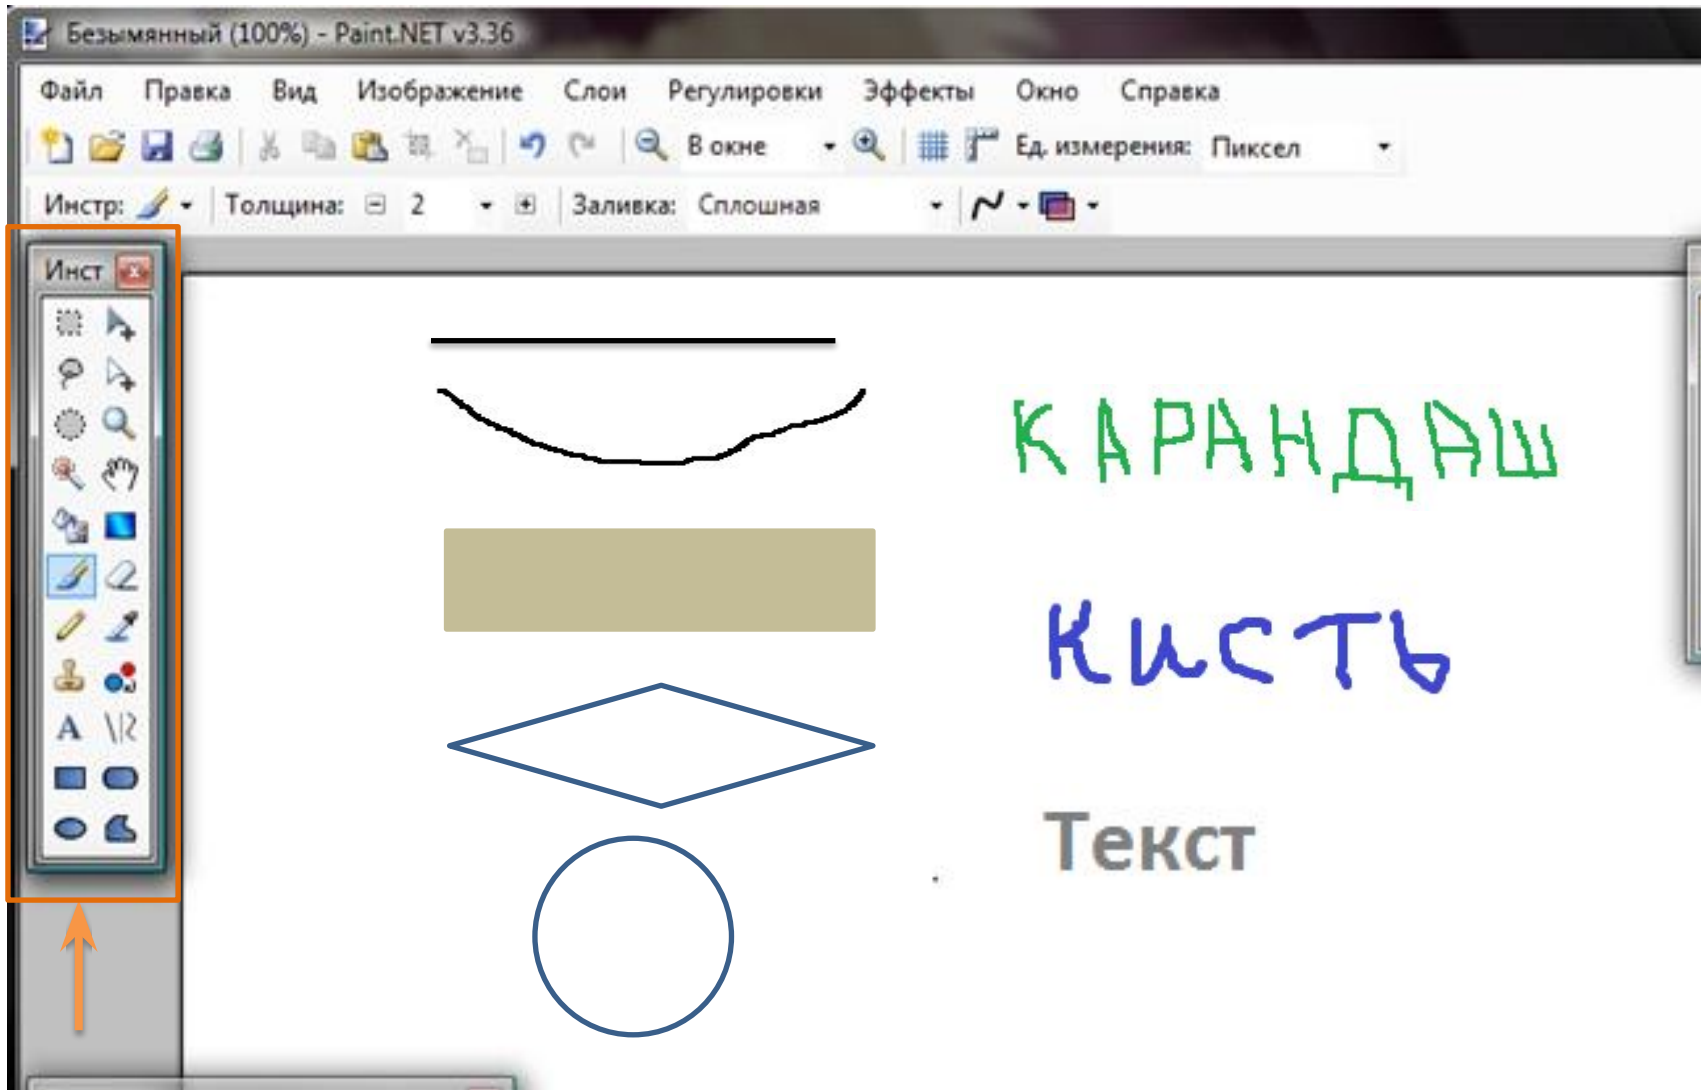 Безымянный (100%) - Paint.NET v3.36
Файл Правка Вид Изображение Слои Регулировки Эффекты Окно Справка
В окне Ед. измерения: Пиксел
Инстр: Толщина: 2 Заливка: Сплошная
Инст
КАРАНДАШ
кисть
Текст